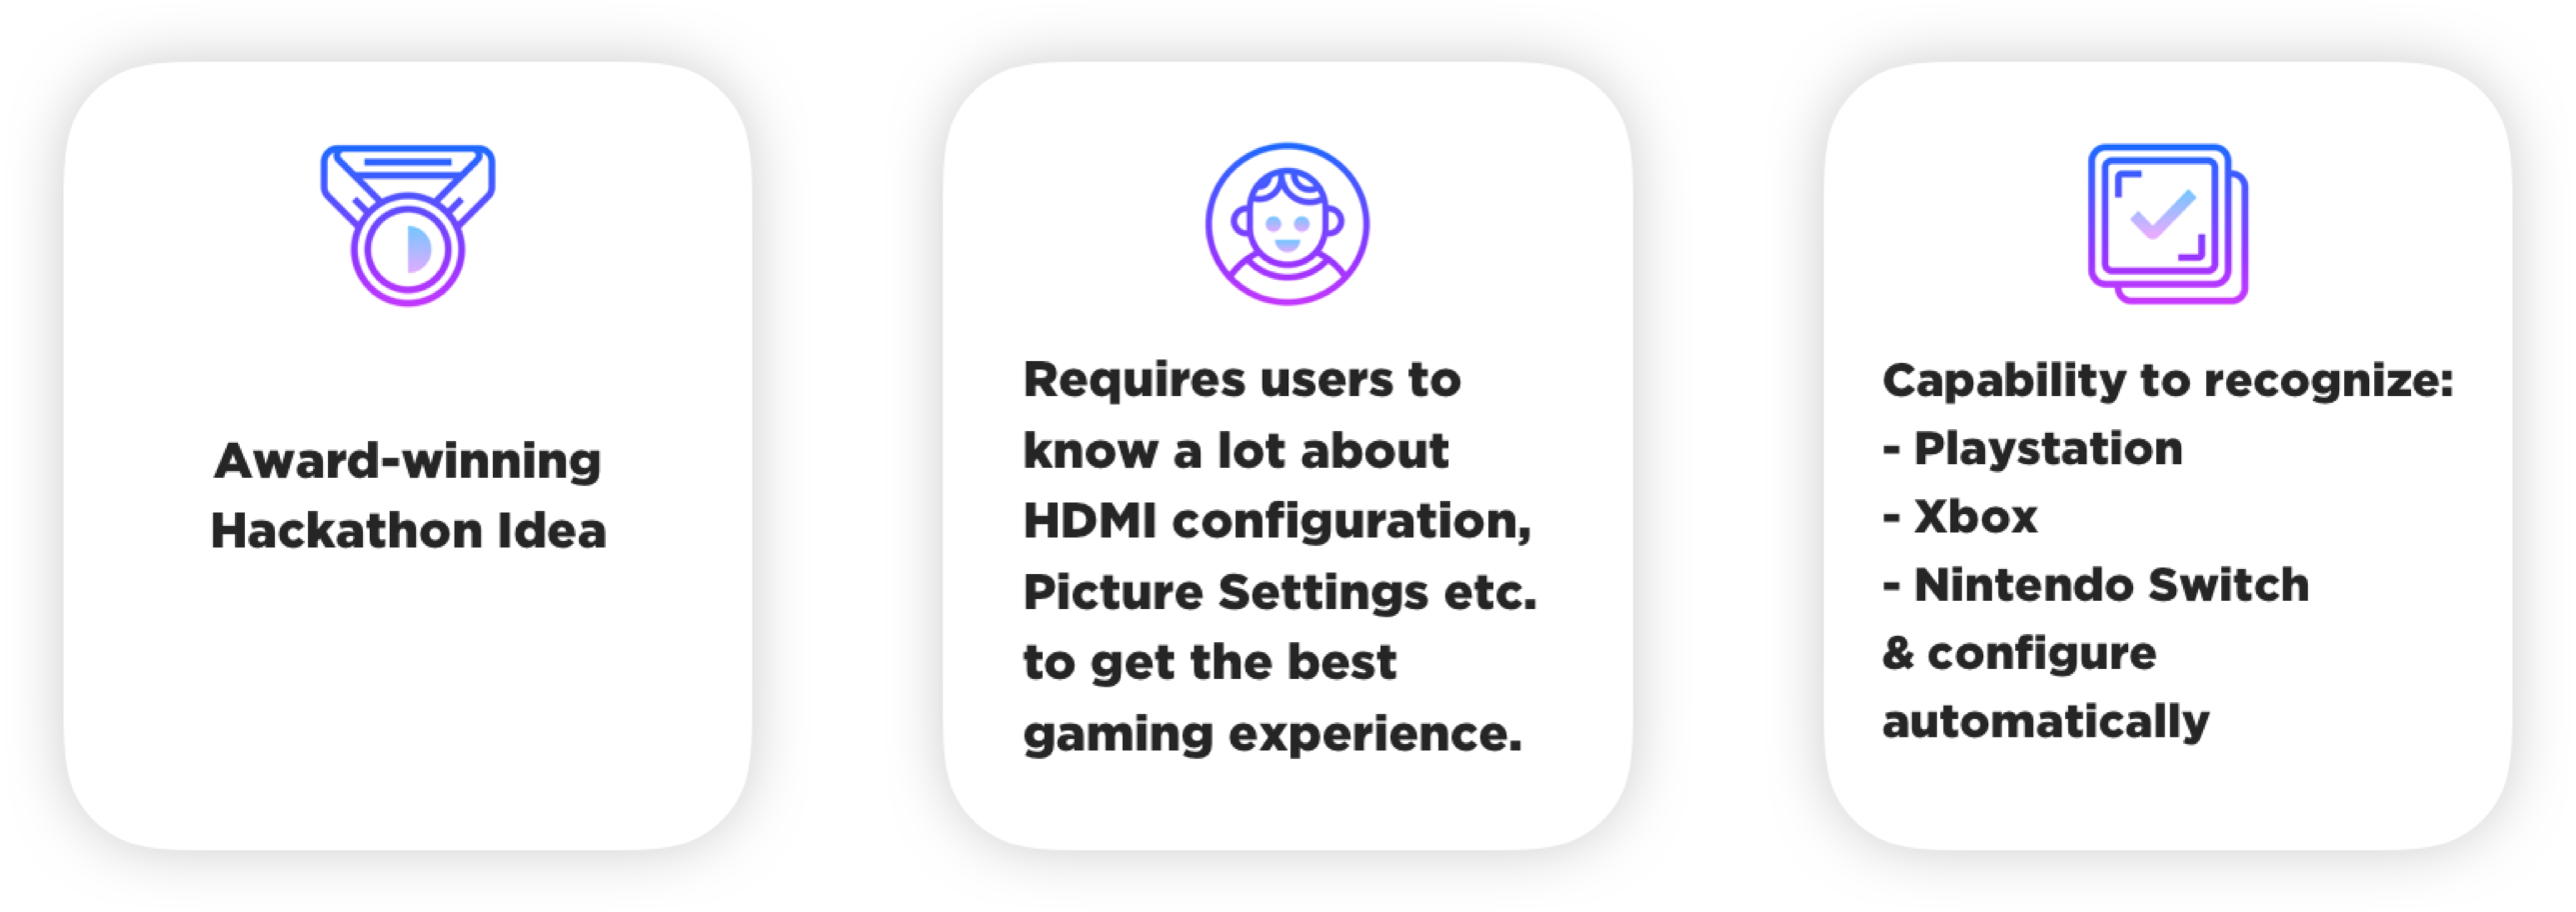 Award-winning
Hackathon Idea
Requires users to
know a lot about
HDMI configuration,
Picture Settings etc.
to get the best
gaming experience.
Capability to recognize:
- Playstation
- Xbox
- Nintendo Switch
& configure
automatically